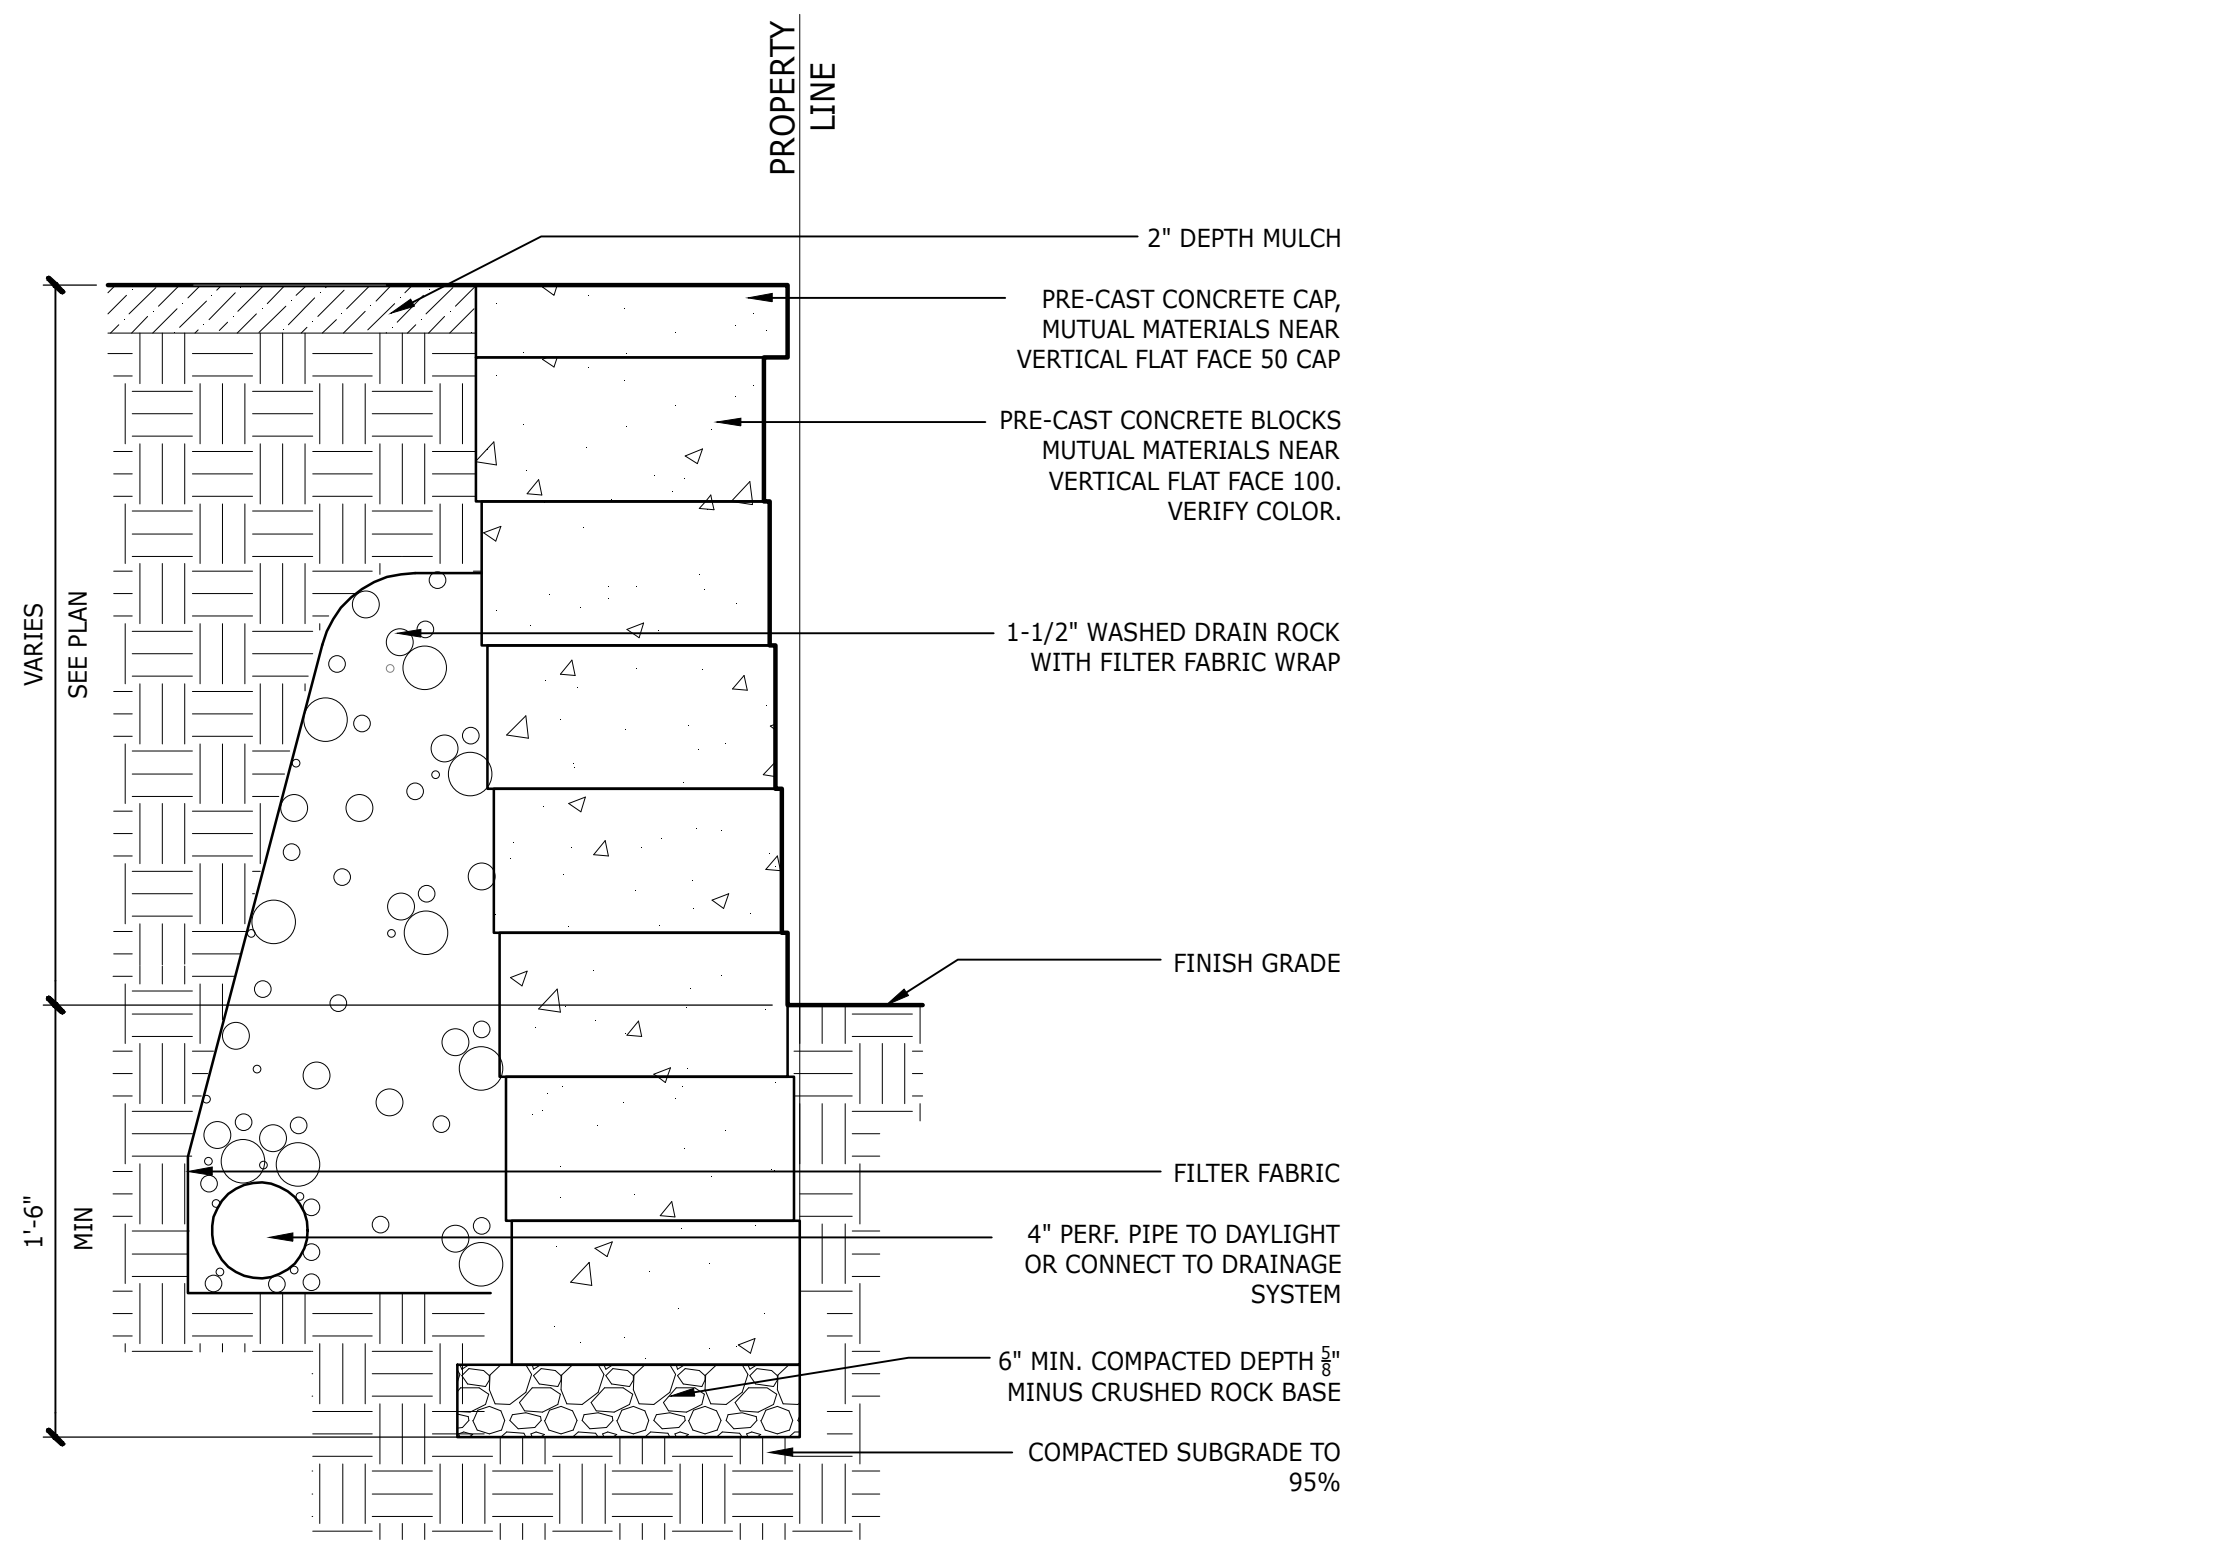 PROPERTY
LINE
2" DEPTH MULCH
PRE-CAST CONCRETE CAP,
MUTUAL MATERIALS NEAR
VERTICAL FLAT FACE 50 CAP
PRE-CAST CONCRETE BLOCKS
MUTUAL MATERIALS NEAR
VERTICAL FLAT FACE 100.
VERIFY COLOR.
VARIES
SEE PLAN
1-1/2" WASHED DRAIN ROCK
WITH FILTER FABRIC WRAP
FINISH GRADE
1'-6"
MIN
FILTER FABRIC
4" PERF. PIPE TO DAYLIGHT
OR CONNECT TO DRAINAGE
SYSTEM
6" MIN. COMPACTED DEPTH 5/8"
MINUS CRUSHED ROCK BASE
COMPACTED SUBGRADE TO
95%